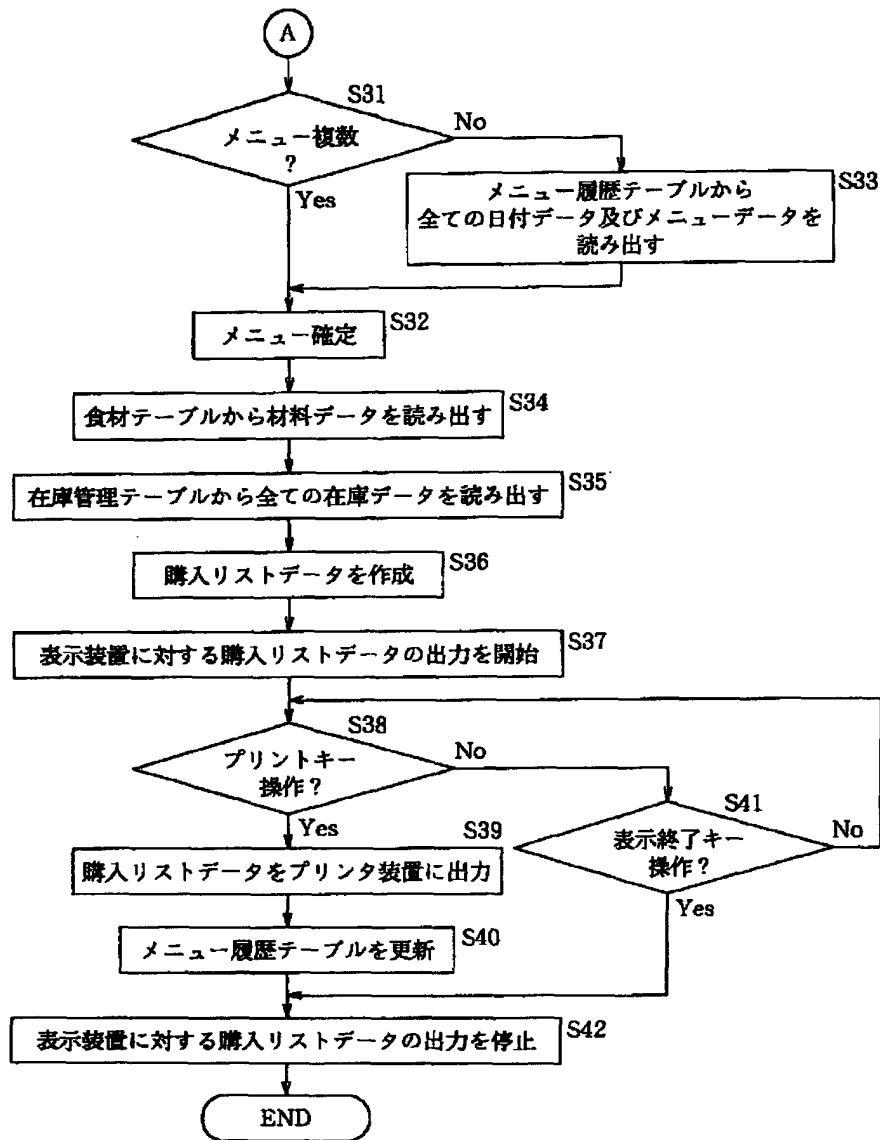 A
S31
メニュー複数
?
No
Yes
メニュー履歴テーブルから
全ての日付データ及びメニューデータを
読み出す
S33
メニュー確定
S32
食材テーブルから材料データを読み出す
S34
在庫管理テーブルから全ての在庫データを読み出す
S35
購入リストデータを作成
S36
表示装置に対する購入リストデータの出力を開始
S37
S38
プリントキー
操作?
No
Yes
S41
表示終了キー
操作?
No
Yes
S39
購入リストデータをプリンタ装置に出力
メニュー履歴テーブルを更新
S40
表示装置に対する購入リストデータの出力を停止
S42
END